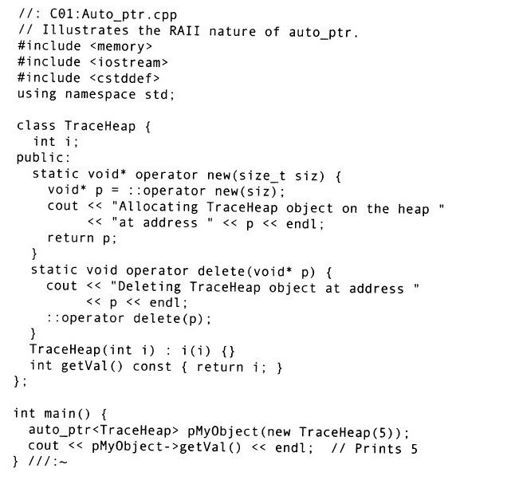 //: C01:Auto_ptr.cpp
// Illustrates the RAII nature of auto_ptr.
#include <memory>
#include <iostream>
#include <cstddef>
using namespace std;

class TraceHeap {
  int i;
public:
  static void* operator new(size_t siz) {
    void* p = ::operator new(siz);
    cout << "Allocating TraceHeap object on the heap "
         << "at address " << p << endl;
    return p;
  }
  static void operator delete(void* p) {
    cout << "Deleting TraceHeap object at address "
         << p << endl;
    ::operator delete(p);
  }
  TraceHeap(int i) : i(i) {}
  int getVal() const { return i; }
};

int main() {
  auto_ptr<TraceHeap> pMyObject(new TraceHeap(5));
  cout << pMyObject->getVal() << endl;  // Prints 5
} ///:~